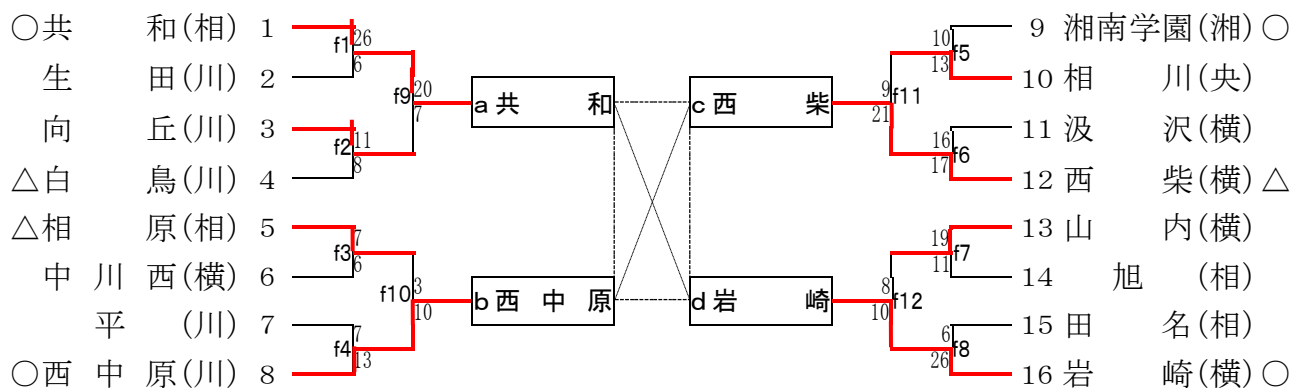 ○共 和(相) 1
生 田(川) 2
向 丘(川) 3
△白 鳥(川) 4
△相 原(相) 5
中 川 西(横) 6
平 (川) 7
○西 中 原(川) 8
f1 26
6
f2 11
8
f3 7
6
f4 7
13
f9 20
7
f10 3
10
a 共 和
b 西 中 原
c 西 柴
d 岩 崎
9
f11
21
8
f12
10
10
f5
13
16
f6
17
19
f7
11
6
f8
26
9 湘南学園(湘)○
10 相 川(央)
11 汲 沢(横)
12 西 柴(横)△
13 山 内(横)
14 旭 (相)
15 田 名(相)
16 岩 崎(横)○